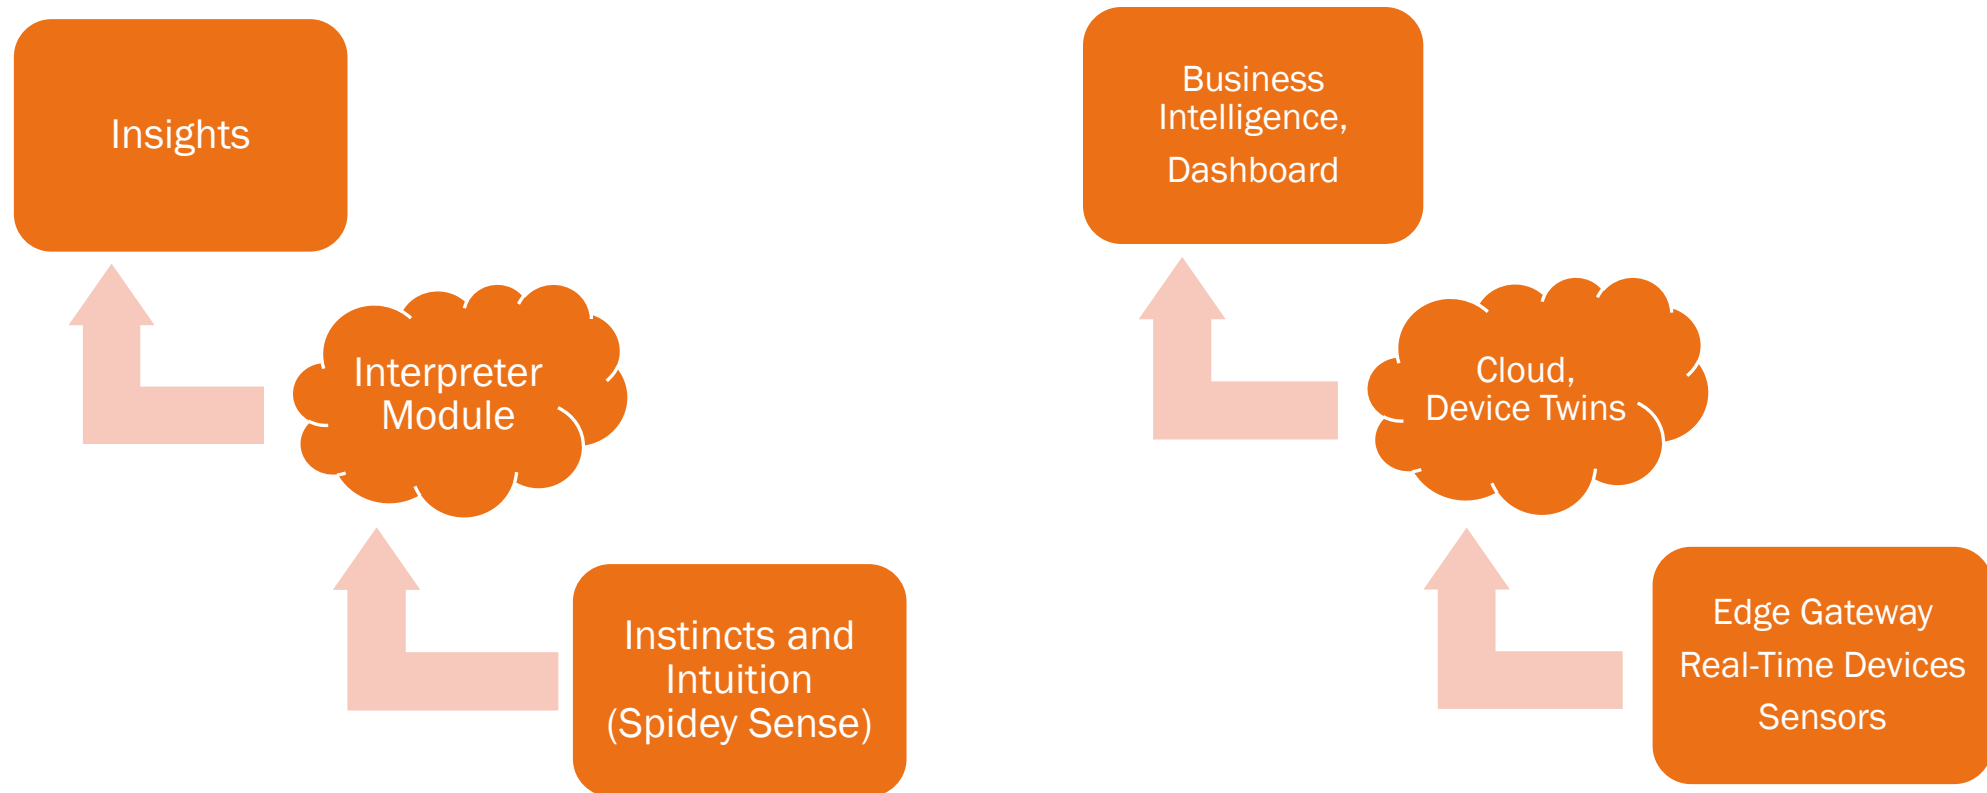 Insights
Interpreter
Module
Instincts and
Intuition
(Spidey Sense)
Business
Intelligence,
Dashboard
Cloud,
Device Twins
Edge Gateway
Real-Time Devices
Sensors